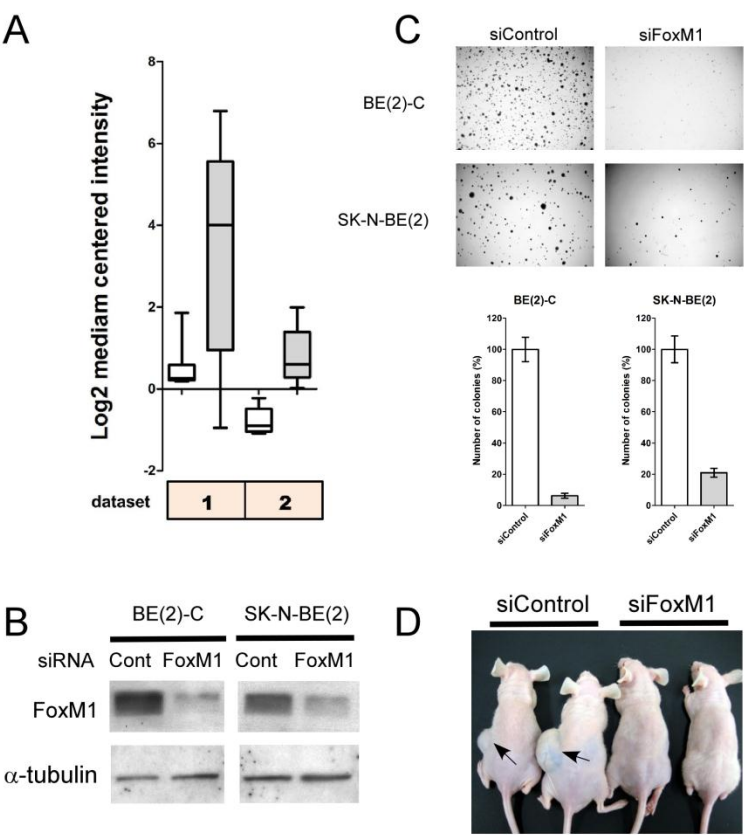 A
Log2 mediam centered intensity
8
6
4
2
0
-2
dataset 1 2
B
BE(2)-C SK-N-BE(2)
siRNA Cont FoxM1 Cont FoxM1
FoxM1
α-tubulin
C
siControl siFoxM1
BE(2)-C
SK-N-BE(2)
BE(2)-C
Number of colonies (%)
120
100
80
60
40
20
0
siControl siFoxM1
SK-N-BE(2)
Number of colonies (%)
120
100
80
60
40
20
0
siControl siFoxM1
D
siControl siFoxM1